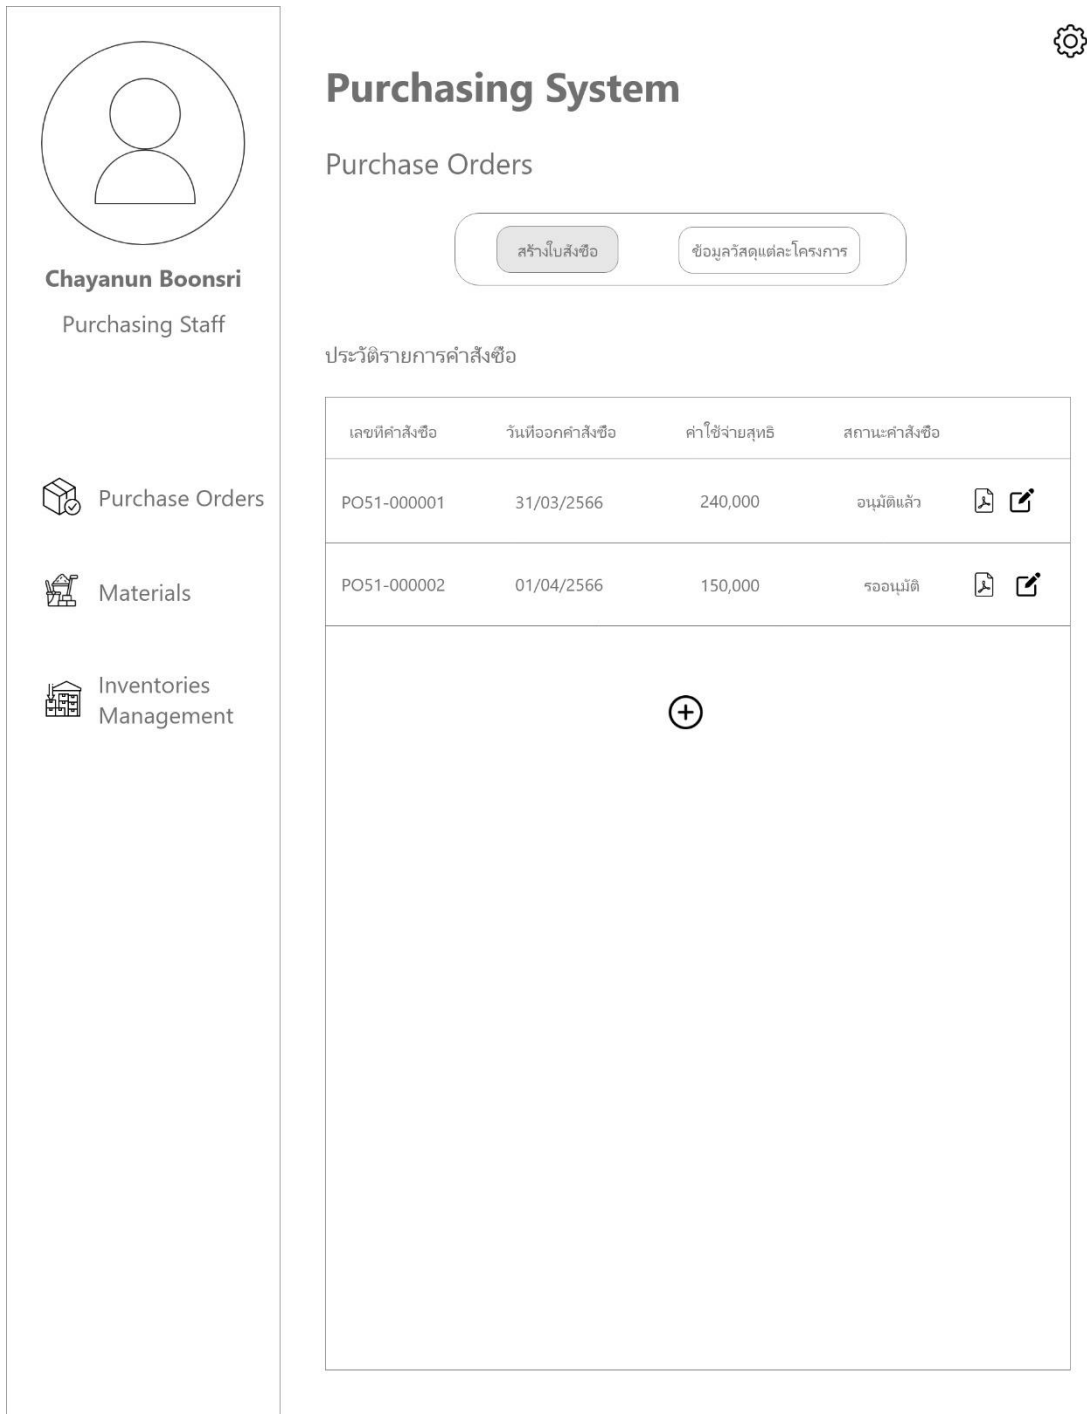 Chayanun Boonsri
Purchasing Staff
Purchase Orders
Materials
Inventories
Management
Purchasing System
Purchase Orders
สร้างใบสั่งซื้อ
ข้อมูลวัสดุแต่ละโครงการ
ประวัติรายการคำสั่งซื้อ
เลขที่คำสั่งซื้อ วันที่ออกคำสั่งซื้อ ค่าใช้จ่ายสุทธิ สถานะคำสั่งซื้อ
PO51-000001 31/03/2566 240,000 อนุมัติแล้ว
PO51-000002 01/04/2566 150,000 รออนุมัติ